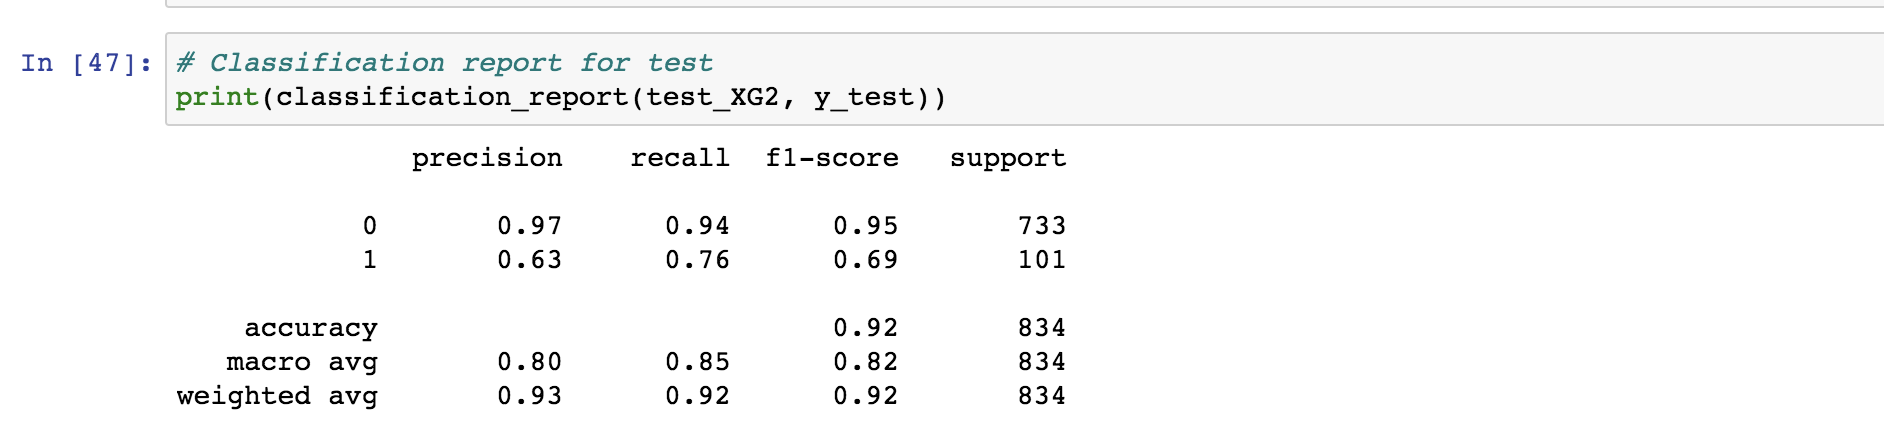 In [47]: # Classification report for test
print(classification_report(test_XG2, y_test))
precision recall f1-score support
0 0.97 0.94 0.95 733
1 0.63 0.76 0.69 101
accuracy 0.92 834
macro avg 0.80 0.85 0.82 834
weighted avg 0.93 0.92 0.92 834